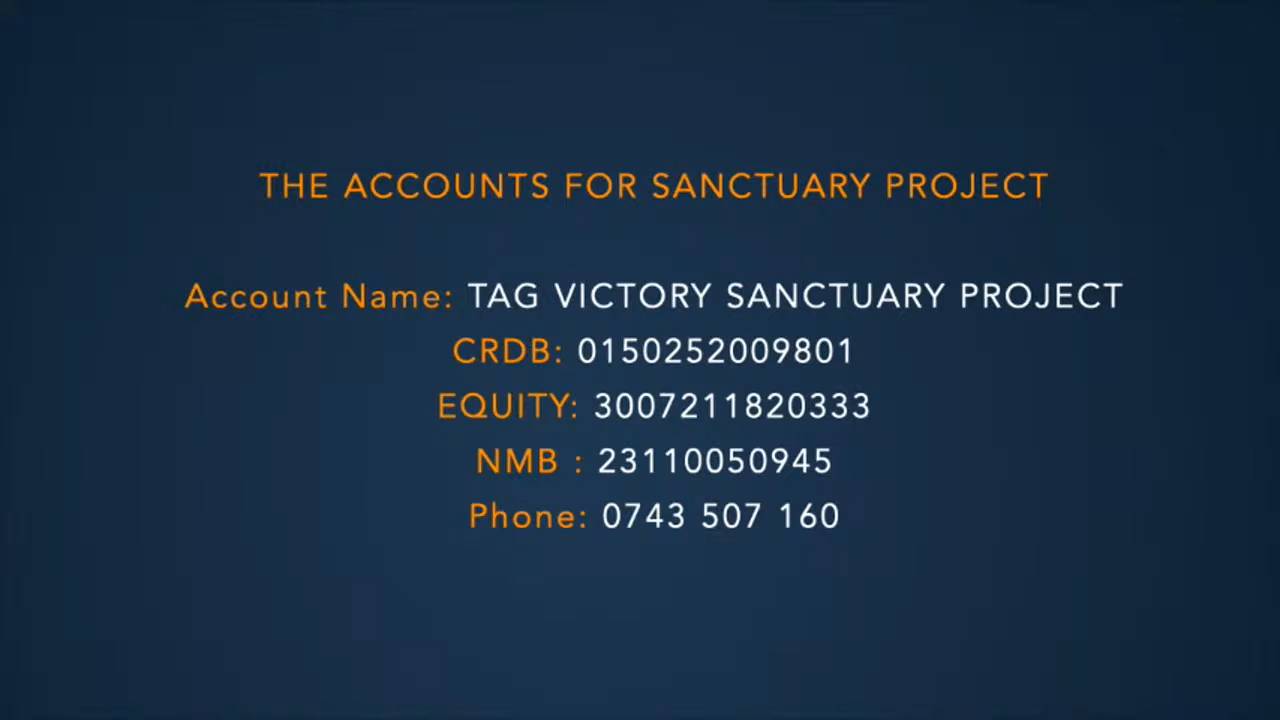 THE ACCOUNTS FOR SANCTUARY PROJECT
Account Name: TAG VICTORY SANCTUARY PROJECT
CRDB: 0150252009801
EQUITY: 3007211820333
NMB : 23110050945
Phone: 0743 507 160